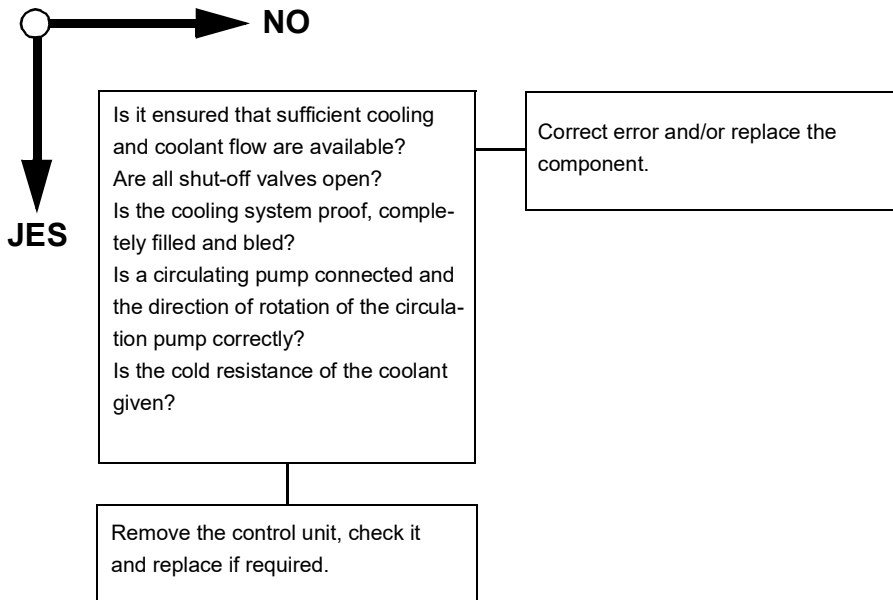 NO
JES
Is it ensured that sufficient cooling
and coolant flow are available?
Are all shut-off valves open?
Is the cooling system proof, comple-
tely filled and bled?
Is a circulating pump connected and
the direction of rotation of the circula-
tion pump correctly?
Is the cold resistance of the coolant
given?
Correct error and/or replace the
component.
Remove the control unit, check it
and replace if required.